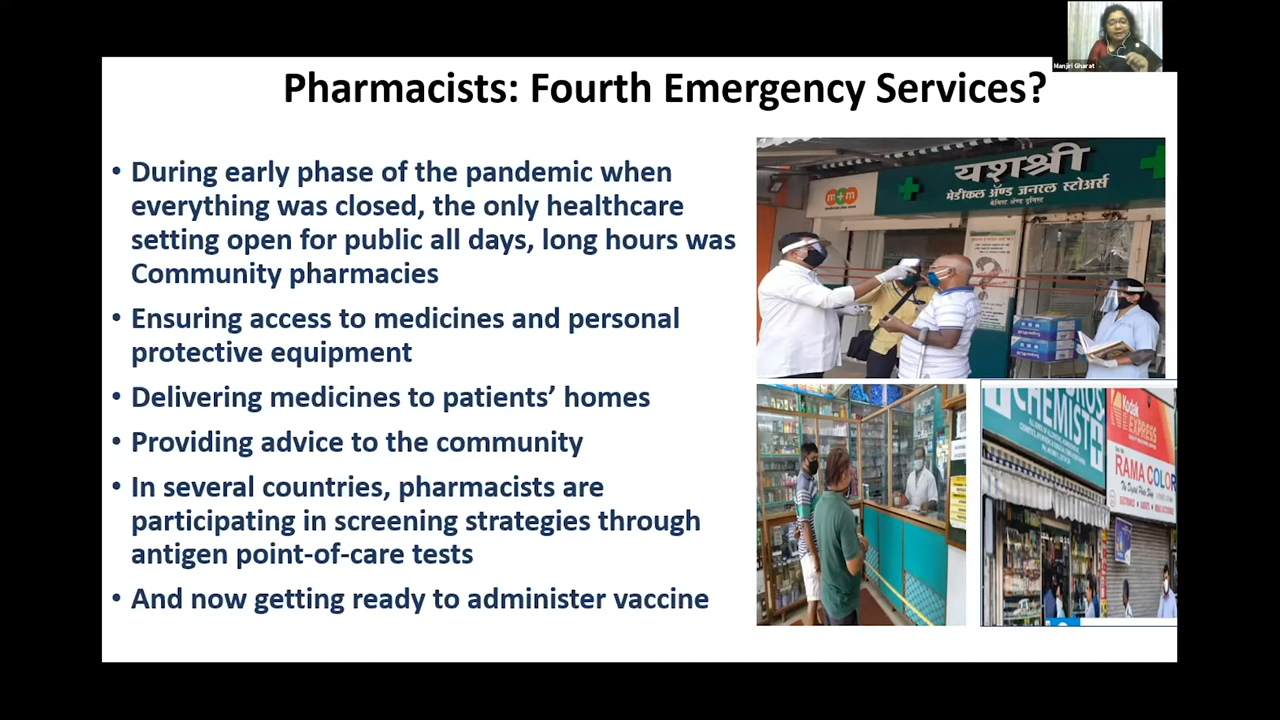 Manjiri Gharat
Pharmacists: Fourth Emergency Services?
• During early phase of the pandemic when
everything was closed, the only healthcare
setting open for public all days, long hours was
Community pharmacies
• Ensuring access to medicines and personal
protective equipment
• Delivering medicines to patients’ homes
• Providing advice to the community
• In several countries, pharmacists are
participating in screening strategies through
antigen point-of-care tests
• And now getting ready to administer vaccine
यशश्री
मेडीकल ॲण्ड जनरल स्टोअर्स
m+m
CHEMIST
Kodak
EXPRESS
RAMA COLOR